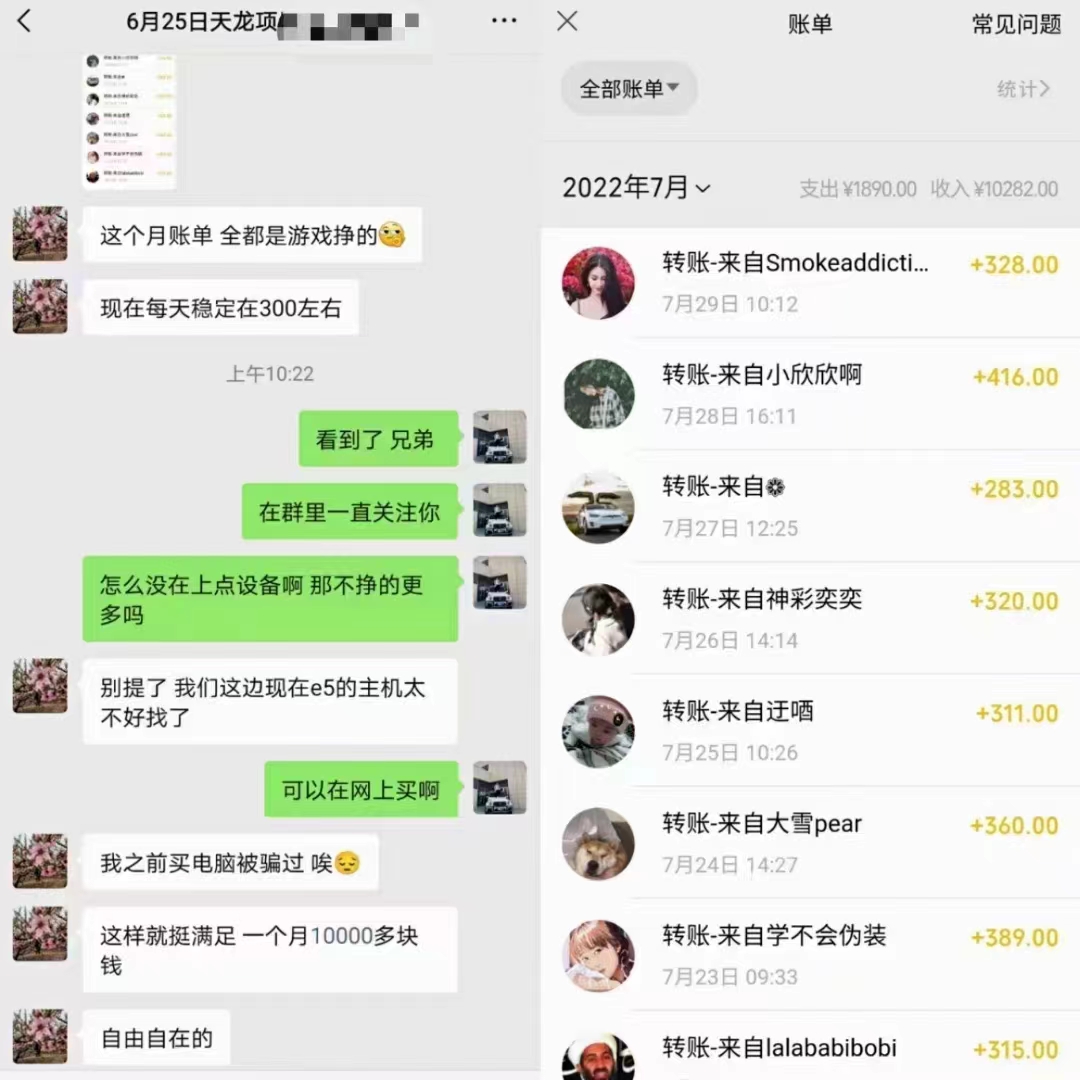 6月25日天龙项
这个月账单 全都是游戏挣的
现在每天稳定在300左右
上午10:22
看到了 兄弟
在群里一直关注你
怎么没在上点设备啊 那不挣的更
多吗
别提了 我们这边现在e5的主机太
不好找了
可以在网上买啊
我之前买电脑被骗过 唉
这样就挺满足 一个月10000多块
钱
自由自在的
账单
常见问题
全部账单
统计
2022年7月
支出¥1890.00 收入¥10282.00
转账-来自Smokeaddicti...
+328.00
7月29日 10:12
转账-来自小欣欣啊
+416.00
7月28日 16:11
转账-来自
+283.00
7月27日 12:25
转账-来自神彩奕奕
+320.00
7月26日 14:14
转账-来自迂哂
+311.00
7月25日 10:26
转账-来自大雪pear
+360.00
7月24日 14:27
转账-来自学不会伪装
+389.00
7月23日 09:33
转账-来自lalababibobi
+315.00